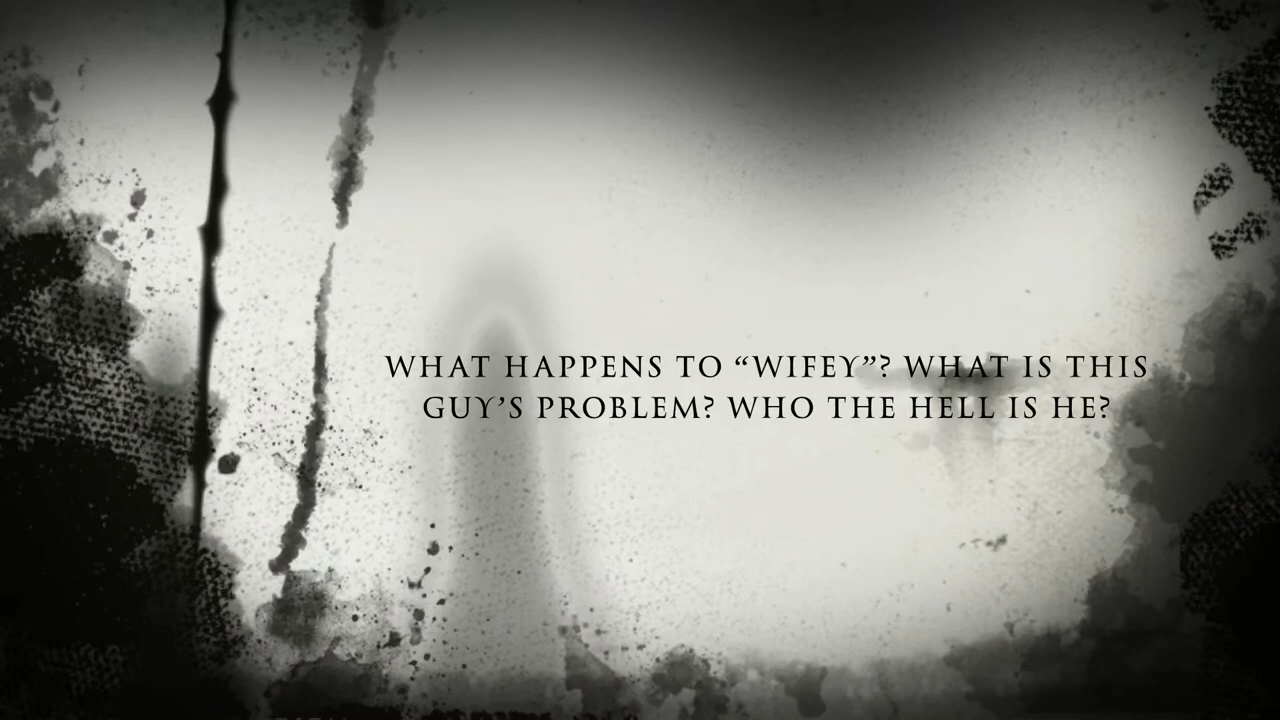 WHAT HAPPENS TO “WIFEY”? WHAT IS THIS
GUY’S PROBLEM? WHO THE HELL IS HE?